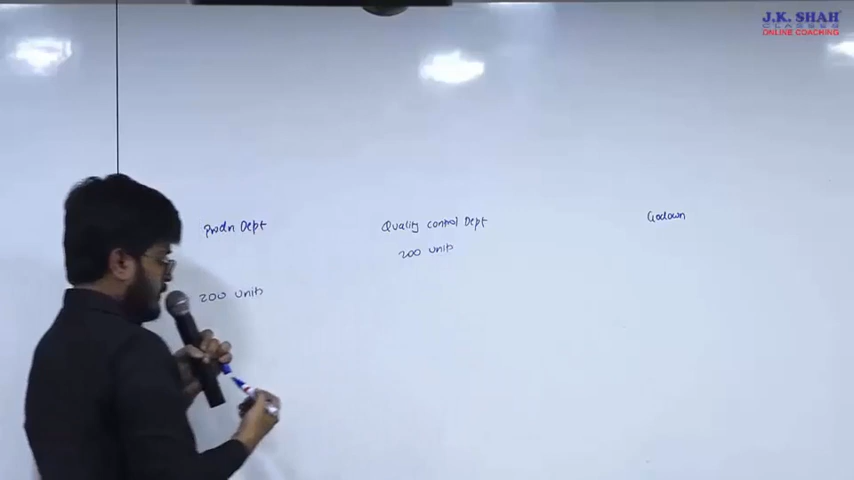 J.K. SHAH
CLASSES
ONLINE COACHING
Prodn Dept
Quality control Dept
Godown
200 units
200 units